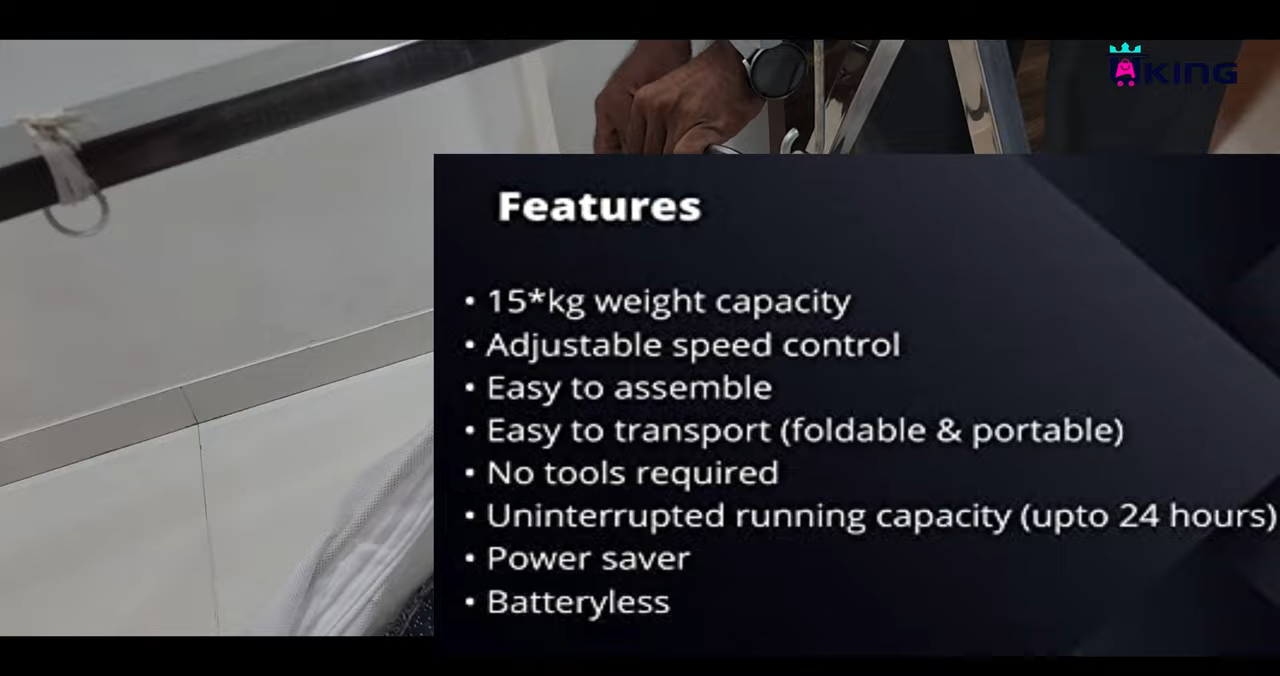 KING
Features
• 15*kg weight capacity
• Adjustable speed control
• Easy to assemble
• Easy to transport (foldable & portable)
• No tools required
• Uninterrupted running capacity (upto 24 hours)
• Power saver
• Batteryless